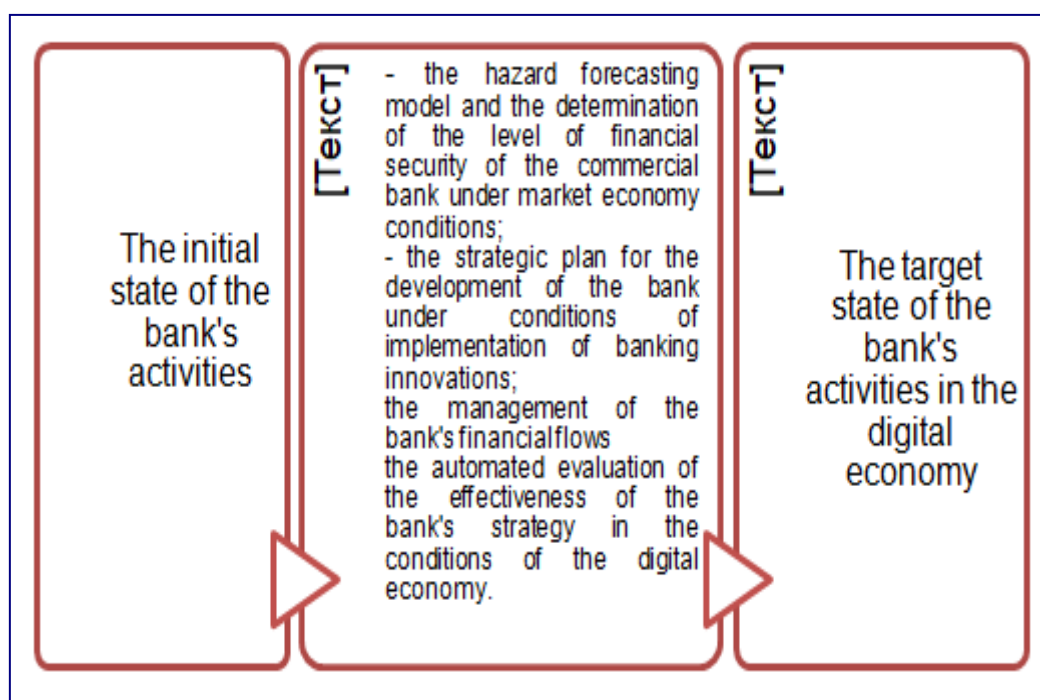 The initial
state of the
bank's
activities
[Текст]
- the hazard forecasting
model and the determination
of the level of financial
security of the commercial
bank under market economy
conditions;
- the strategic plan for the
development of the bank
under conditions of
implementation of banking
innovations;
the management of the
bank's financial flows
the automated evaluation of
the effectiveness of the
bank's strategy in the
conditions of the digital
economy.
[Текст]
The target
state of the
bank's
activities in the
digital
economy